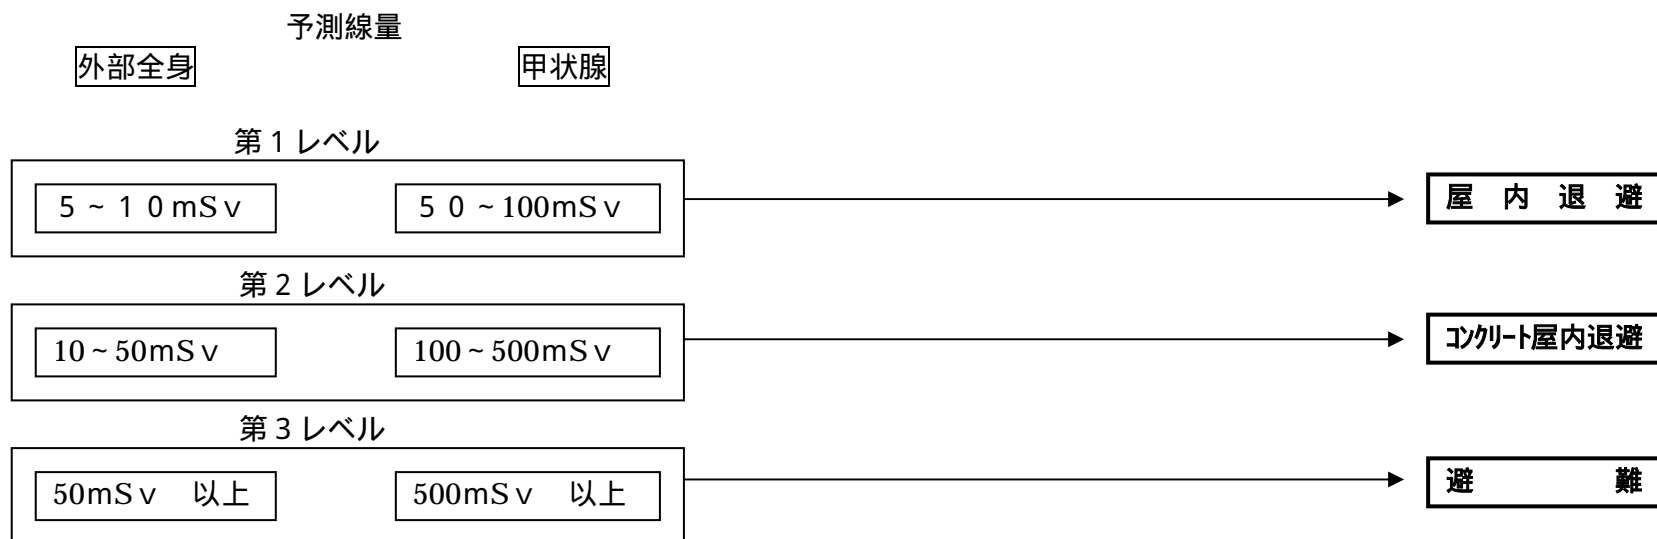 予測線量
外部全身 甲状腺
第1レベル
5~10mSv 50~100mSv 屋内退避
第2レベル
10~50mSv 100~500mSv コンクリート屋内退避
第3レベル
50mSv 以上 500mSv 以上 避難